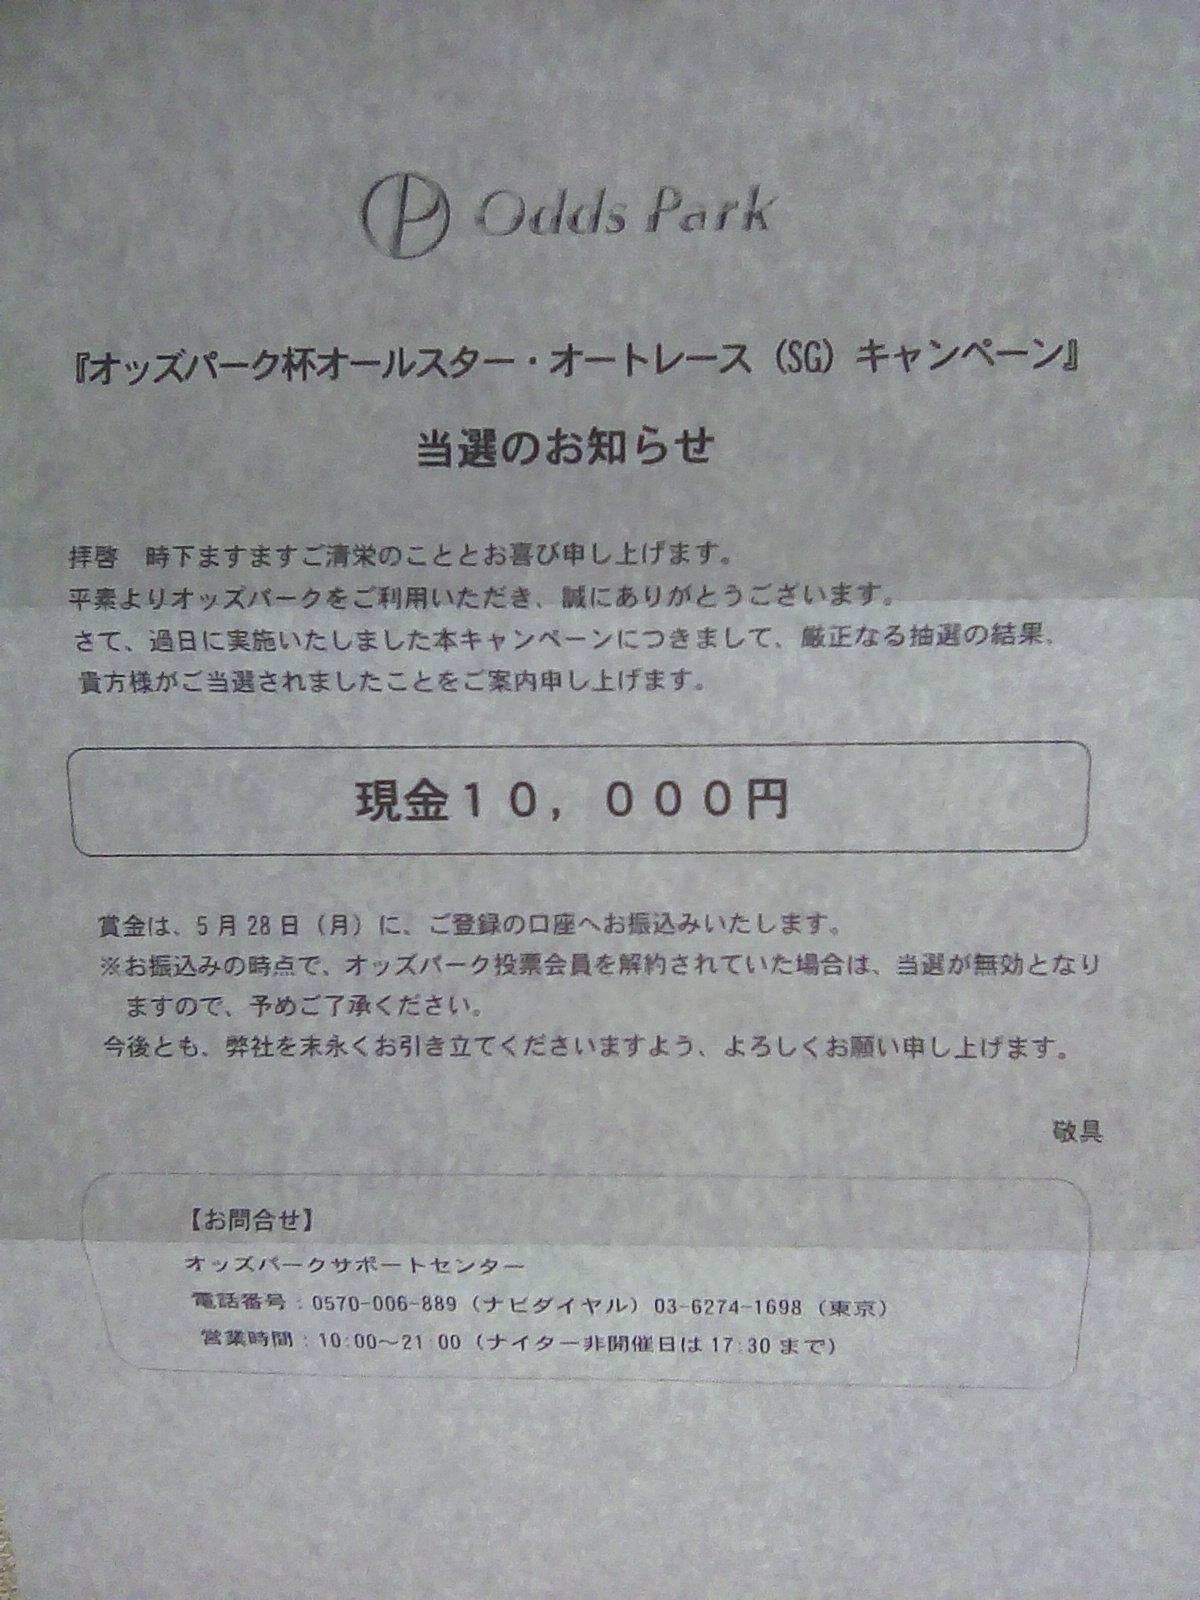 Odds Park
『オッズパーク杯オールスター・オートレース（SG）キャンペーン』
当選のお知らせ
拝啓　時下ますますご清栄のこととお喜び申し上げます。
平素よりオッズパークをご利用いただき、誠にありがとうございます。
さて、過日に実施いたしました本キャンペーンにつきまして、厳正なる抽選の結果、
貴方様がご当選されましたことをご案内申し上げます。
現金１０，０００円
賞金は、5月28日（月）に、ご登録の口座へお振込みいたします。
※お振込みの時点で、オッズパーク投票会員を解約されていた場合は、当選が無効となり
ますので、予めご了承ください。
今後とも、弊社を末永くお引き立てくださいますよう、よろしくお願い申し上げます。
敬具
【お問合せ】
オッズパークサポートセンター
電話番号：0570-006-889（ナビダイヤル）03-6274-1698（東京）
営業時間：10:00～21:00（ナイター非開催日は17:30まで）